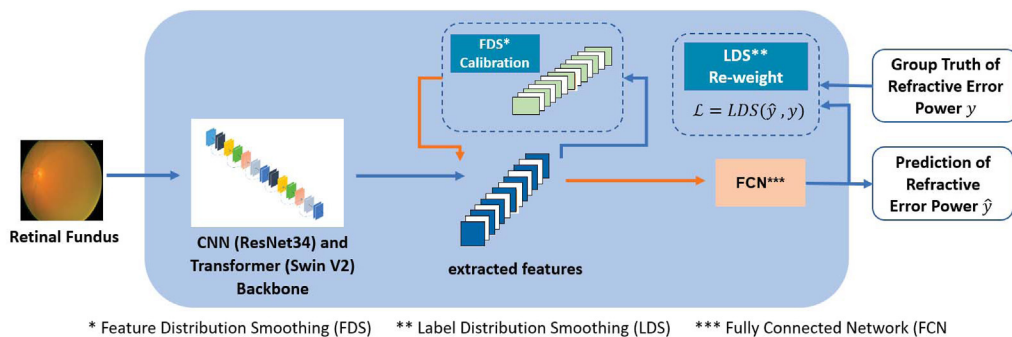 FDS*
Calibration
LDS**
Re-weight
ℒ = LDS(ŷ , y)
Group Truth of
Refractive Error
Power y
Retinal Fundus
CNN (ResNet34) and
Transformer (Swin V2)
Backbone
extracted features
FCN***
Prediction of
Refractive
Error Power ŷ
* Feature Distribution Smoothing (FDS) ** Label Distribution Smoothing (LDS) *** Fully Connected Network (FCN